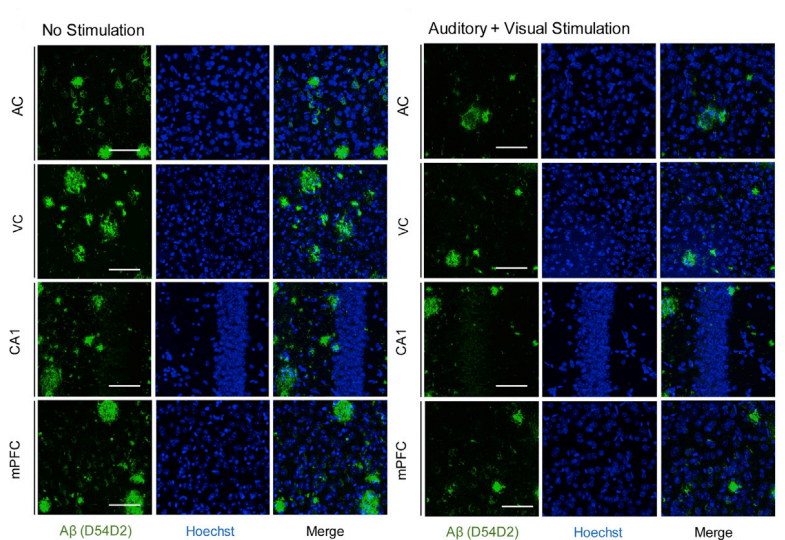 No Stimulation
AC
VC
CA1
mPFC
Aβ (D54D2)
Hoechst
Merge
Auditory + Visual Stimulation
AC
VC
CA1
mPFC
Aβ (D54D2)
Hoechst
Merge